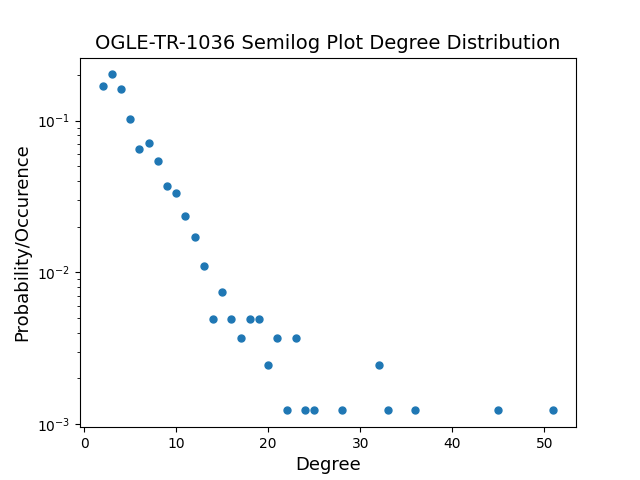 OGLE-TR-1036 Semilog Plot Degree Distribution
Probability/Occurence
10⁻¹
10⁻²
10⁻³
0 10 20 30 40 50
Degree